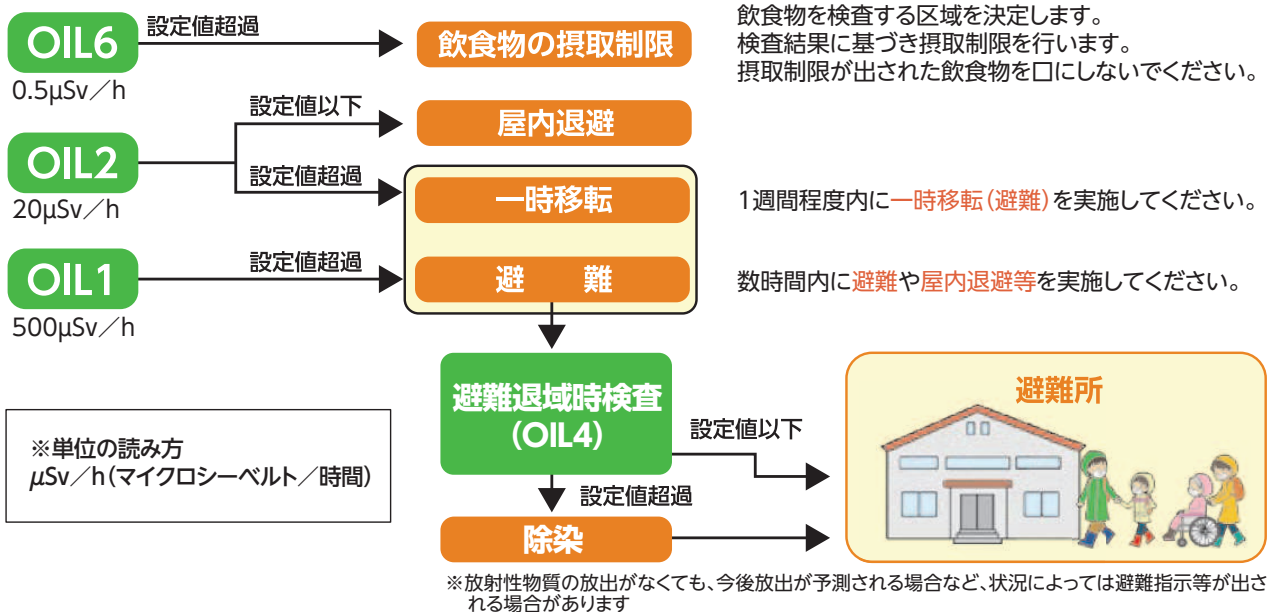 OIL6
0.5μSv／h
設定値超過
飲食物の摂取制限
飲食物を検査する区域を決定します。
検査結果に基づき摂取制限を行います。
摂取制限が出された飲食物を口にしないでください。
OIL2
20μSv／h
設定値以下
屋内退避
設定値超過
一時移転
1週間程度内に一時移転（避難）を実施してください。
OIL1
500μSv／h
設定値超過
避　難
数時間内に避難や屋内退避等を実施してください。
避難退域時検査
(OIL4)
設定値以下
設定値超過
除染
避難所
※単位の読み方
μSv／h（マイクロシーベルト／時間）
※放射性物質の放出がなくても、今後放出が予測される場合など、状況によっては避難指示等が出さ
れる場合があります